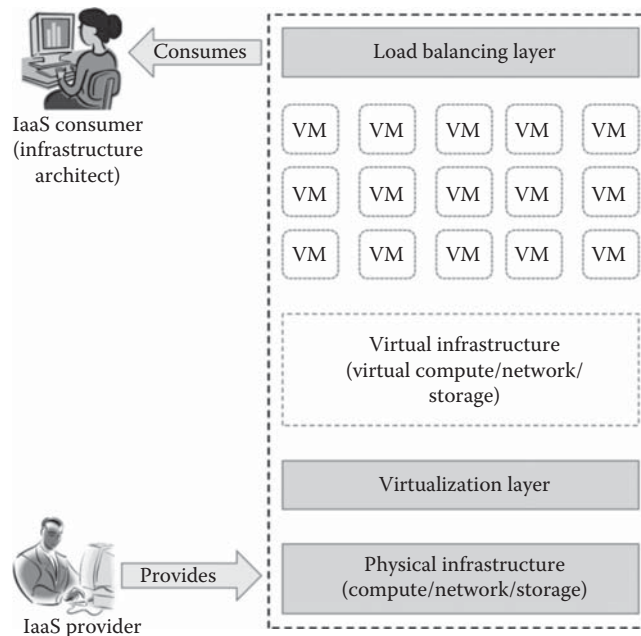 Consumes
Load balancing layer
IaaS consumer
(infrastructure
architect)
VM VM VM VM VM
VM VM VM VM VM
VM VM VM VM VM
Virtual infrastructure
(virtual compute/network/
storage)
Virtualization layer
Provides
Physical infrastructure
(compute/network/storage)
IaaS provider